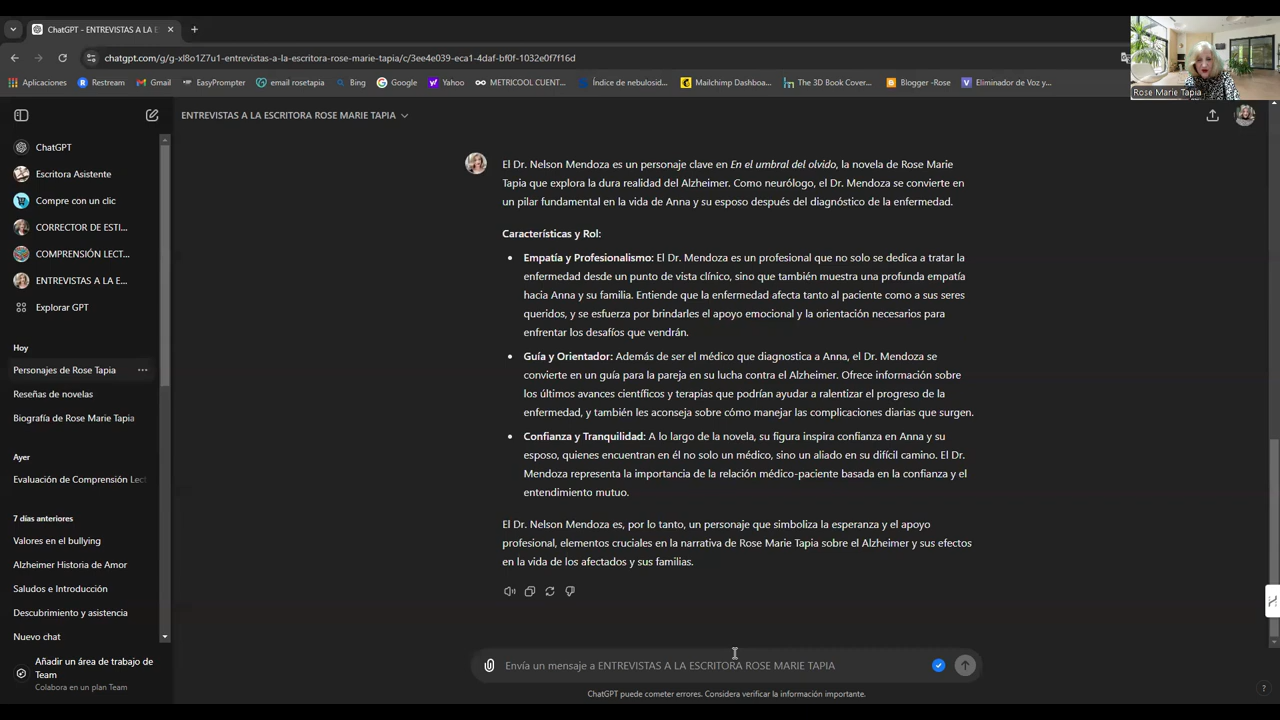 ChatGPT - ENTREVISTAS A LA E
chatgpt.com/g/g-xl8o1Z7u1-entrevistas-a-la-escritora-rose-marie-tapia/c/3ee4e039-eca1-4daf-bf0f-1032e0f7f16d
Aplicaciones Restream Gmail EasyPrompter email rosetapia Bing Google Yahoo METRICOOL CUENT... Índice de nebulosid... Mailchimp Dashboa... The 3D Book Cover... Blogger -Rose Eliminador de Voz y...
Rose Marie Tapia
ENTREVISTAS A LA ESCRITORA ROSE MARIE TAPIA
ChatGPT
Escritora Asistente
Compre con un clic
CORRECTOR DE ESTI...
COMPRENSIÓN LECT...
ENTREVISTAS A LA E...
Explorar GPT
Hoy
Personajes de Rose Tapia
Reseñas de novelas
Biografía de Rose Marie Tapia
Ayer
Evaluación de Comprensión Lect
7 días anteriores
Valores en el bullying
Alzheimer Historia de Amor
Saludos e Introducción
Descubrimiento y asistencia
Nuevo chat
Añadir un área de trabajo de
Team
Colabora en un plan Team
El Dr. Nelson Mendoza es un personaje clave en En el umbral del olvido, la novela de Rose Marie
Tapia que explora la dura realidad del Alzheimer. Como neurólogo, el Dr. Mendoza se convierte en
un pilar fundamental en la vida de Anna y su esposo después del diagnóstico de la enfermedad.
Características y Rol:
Empatía y Profesionalismo: El Dr. Mendoza es un profesional que no solo se dedica a tratar la
enfermedad desde un punto de vista clínico, sino que también muestra una profunda empatía
hacia Anna y su familia. Entiende que la enfermedad afecta tanto al paciente como a sus seres
queridos, y se esfuerza por brindarles el apoyo emocional y la orientación necesarios para
enfrentar los desafíos que vendrán.
Guía y Orientador: Además de ser el médico que diagnostica a Anna, el Dr. Mendoza se
convierte en un guía para la pareja en su lucha contra el Alzheimer. Ofrece información sobre
los últimos avances científicos y terapias que podrían ayudar a ralentizar el progreso de la
enfermedad, y también les aconseja sobre cómo manejar las complicaciones diarias que surgen.
Confianza y Tranquilidad: A lo largo de la novela, su figura inspira confianza en Anna y su
esposo, quienes encuentran en él no solo un médico, sino un aliado en su difícil camino. El Dr.
Mendoza representa la importancia de la relación médico-paciente basada en la confianza y el
entendimiento mutuo.
El Dr. Nelson Mendoza es, por lo tanto, un personaje que simboliza la esperanza y el apoyo
profesional, elementos cruciales en la narrativa de Rose Marie Tapia sobre el Alzheimer y sus efectos
en la vida de los afectados y sus familias.
Envía un mensaje a ENTREVISTAS A LA ESCRITORA ROSE MARIE TAPIA
ChatGPT puede cometer errores. Considera verificar la información importante.
?